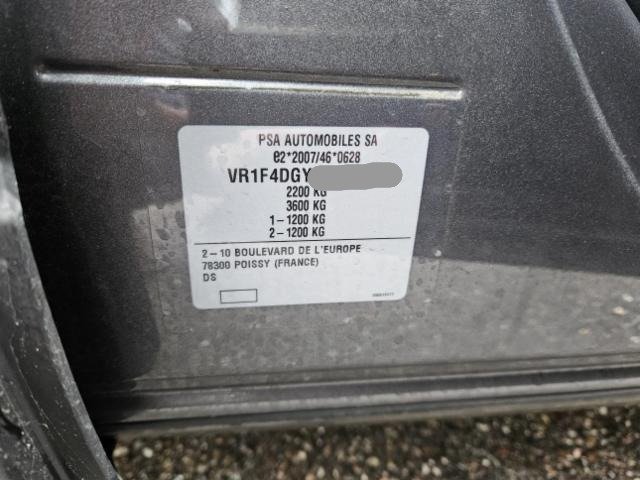 PSA AUTOMOBILES SA
e2*2007/46*0628
VR1F4DGY
2200 KG
3600 KG
1-1200 KG
2-1200 KG
2-10 BOULEVARD DE L'EUROPE
78300 POISSY (FRANCE)
DS